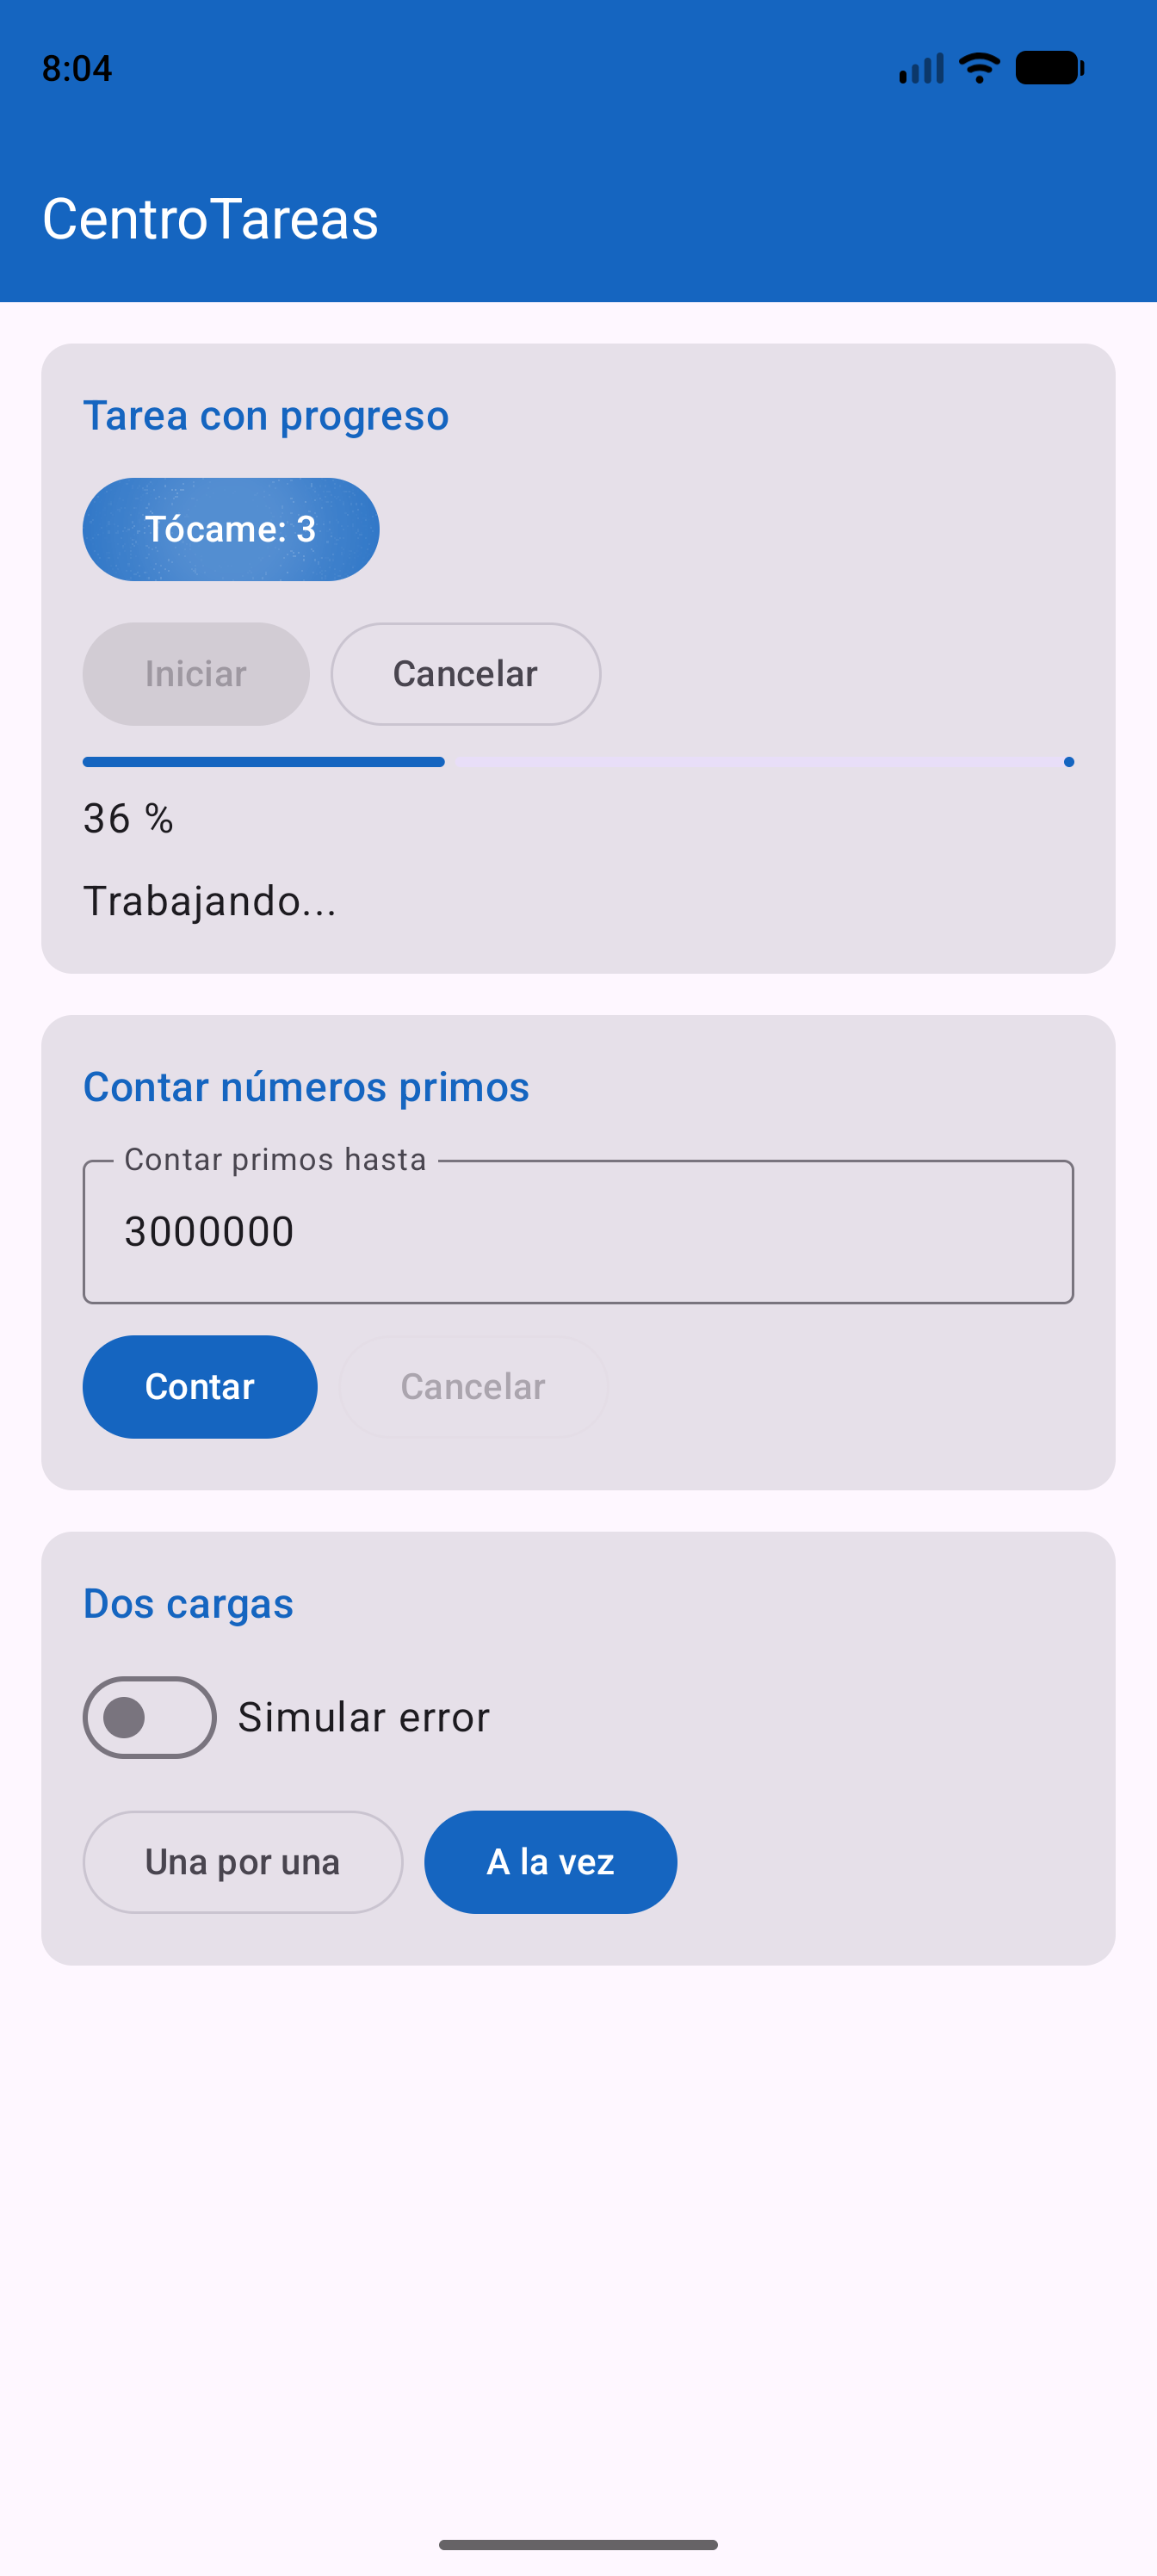 8:04
CentroTareas
Tarea con progreso
Tócame: 3
Iniciar
Cancelar
36 %
Trabajando...
Contar números primos
Contar primos hasta
3000000
Contar
Cancelar
Dos cargas
Simular error
Una por una
A la vez